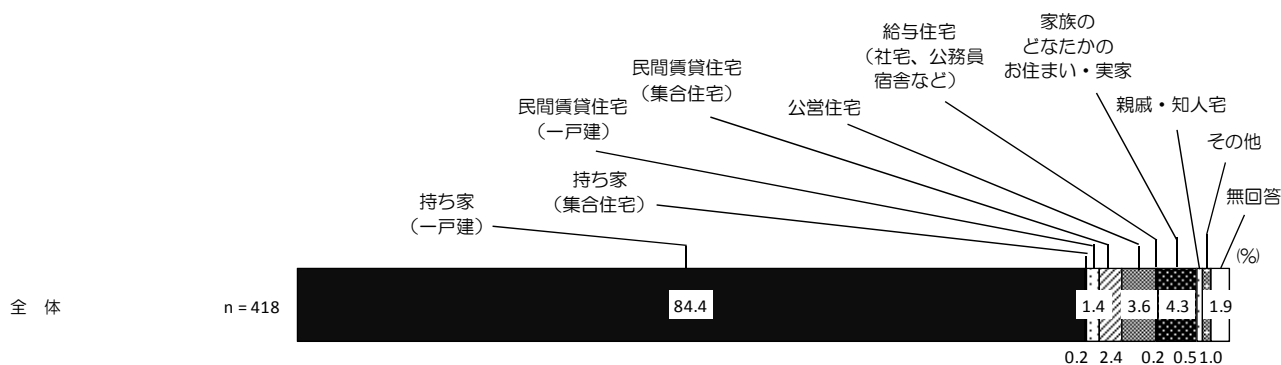 家族の
どなたかの
お住まい・実家
給与住宅
（社宅、公務員
宿舎など）
民間賃貸住宅
（集合住宅）
公営住宅
親戚・知人宅
民間賃貸住宅
（一戸建）
その他
持ち家
（集合住宅）
無回答
持ち家
（一戸建）
(%)
全 体 n = 418 84.4 1.4 3.6 4.3 1.9
0.2 2.4 0.2 0.5 1.0